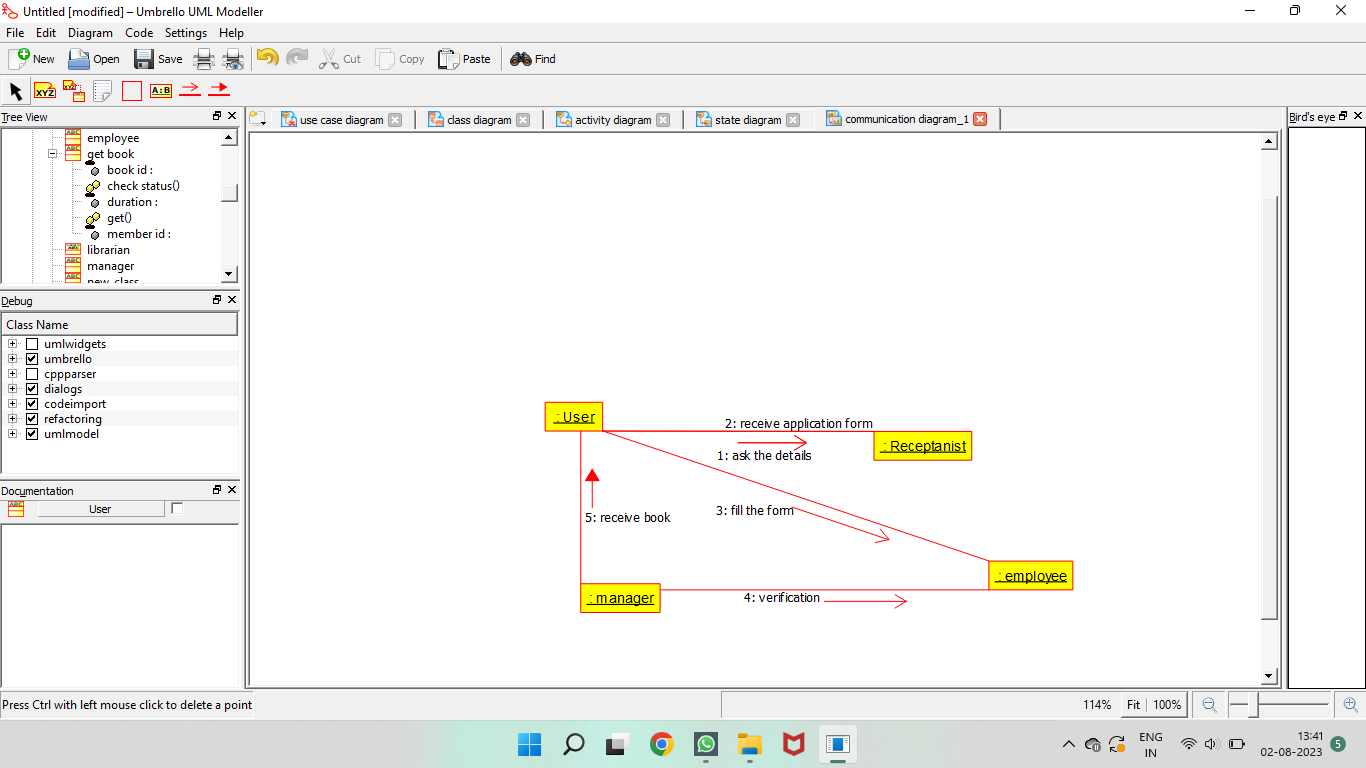 Untitled [modified] – Umbrello UML Modeller
File Edit Diagram Code Settings Help
New Open Save Cut Copy Paste Find
XYZ XYZ A:B
Tree View
employee
get book
book id :
check status()
duration :
get()
member id :
librarian
manager
new_class
Debug
Class Name
umlwidgets
umbrello
cppparser
dialogs
codeimport
refactoring
umlmodel
Documentation
User
use case diagram class diagram activity diagram state diagram communication diagram_1
Bird's eye
: User
2: receive application form
: Receptanist
1: ask the details
3: fill the form
5: receive book
: employee
: manager
4: verification
Press Ctrl with left mouse click to delete a point
114% Fit 100%
ENG
IN
13:41
02-08-2023
5